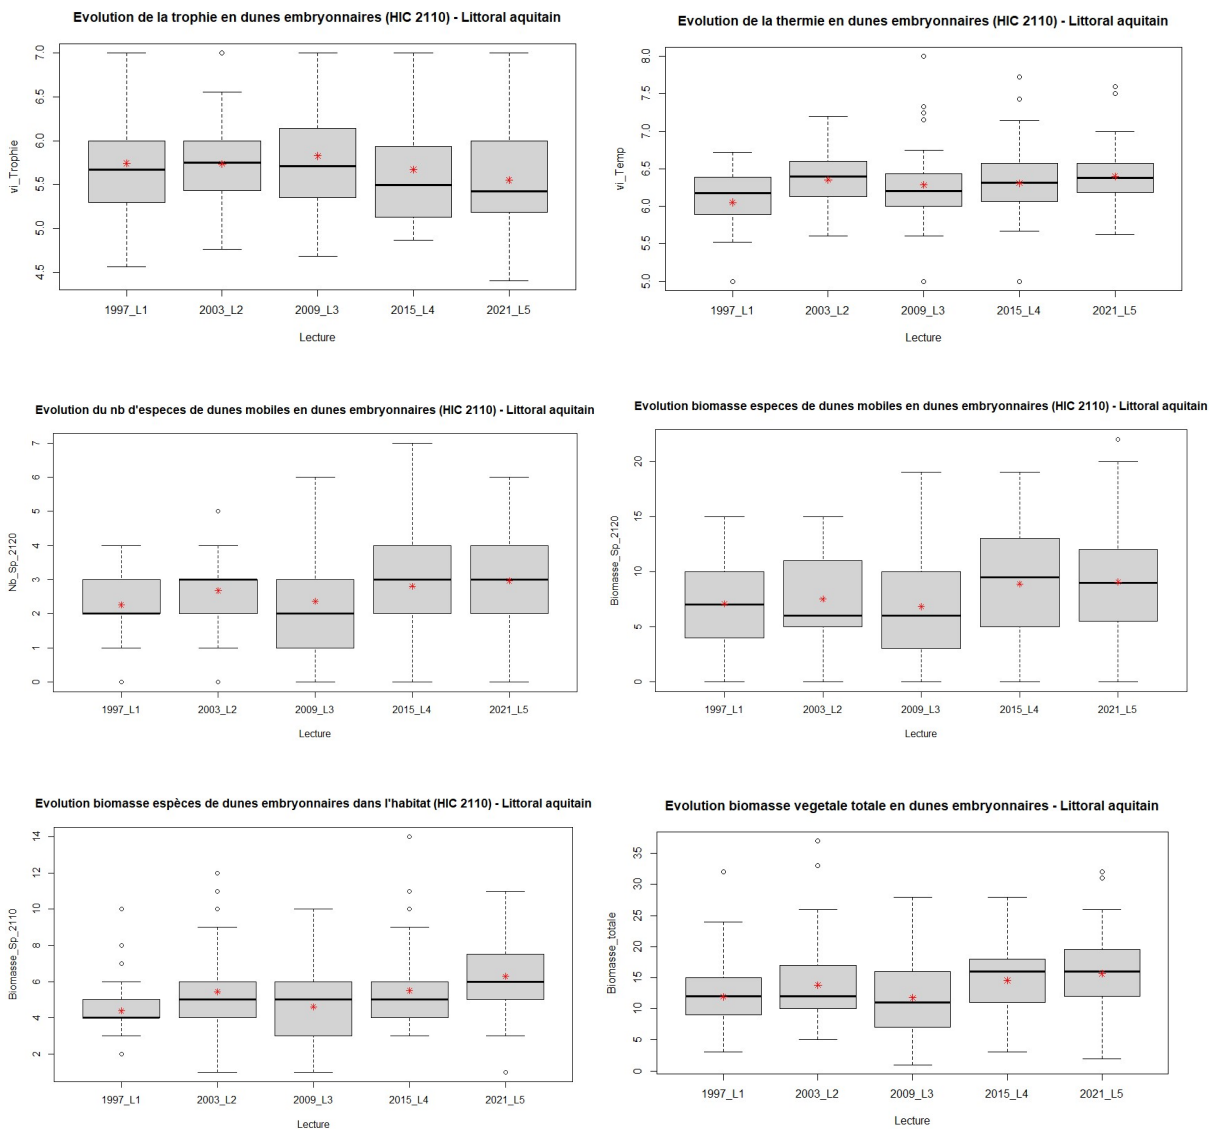 Evolution de la trophie en dunes embryonnaires (HIC 2110) - Littoral aquitain
vi_Trophie
7.0
6.5
6.0
5.5
5.0
4.5
1997_L1 2003_L2 2009_L3 2015_L4 2021_L5
Lecture
Evolution de la thermie en dunes embryonnaires (HIC 2110) - Littoral aquitain
vi_Temp
8.0
7.5
7.0
6.5
6.0
5.5
5.0
1997_L1 2003_L2 2009_L3 2015_L4 2021_L5
Lecture
Evolution du nb d'especes de dunes mobiles en dunes embryonnaires (HIC 2110) - Littoral aquitain
Nb_Sp_2120
7
6
5
4
3
2
1
0
1997_L1 2003_L2 2009_L3 2015_L4 2021_L5
Lecture
Evolution biomasse especes de dunes mobiles en dunes embryonnaires (HIC 2110) - Littoral aquitain
Biomasse_Sp_2120
20
15
10
5
0
1997_L1 2003_L2 2009_L3 2015_L4 2021_L5
Lecture
Evolution biomasse espèces de dunes embryonnaires dans l'habitat (HIC 2110) - Littoral aquitain
Biomasse_Sp_2110
14
12
10
8
6
4
2
1997_L1 2003_L2 2009_L3 2015_L4 2021_L5
Lecture
Evolution biomasse vegetale totale en dunes embryonnaires - Littoral aquitain
Biomasse_totale
35
30
25
20
15
10
5
0
1997_L1 2003_L2 2009_L3 2015_L4 2021_L5
Lecture